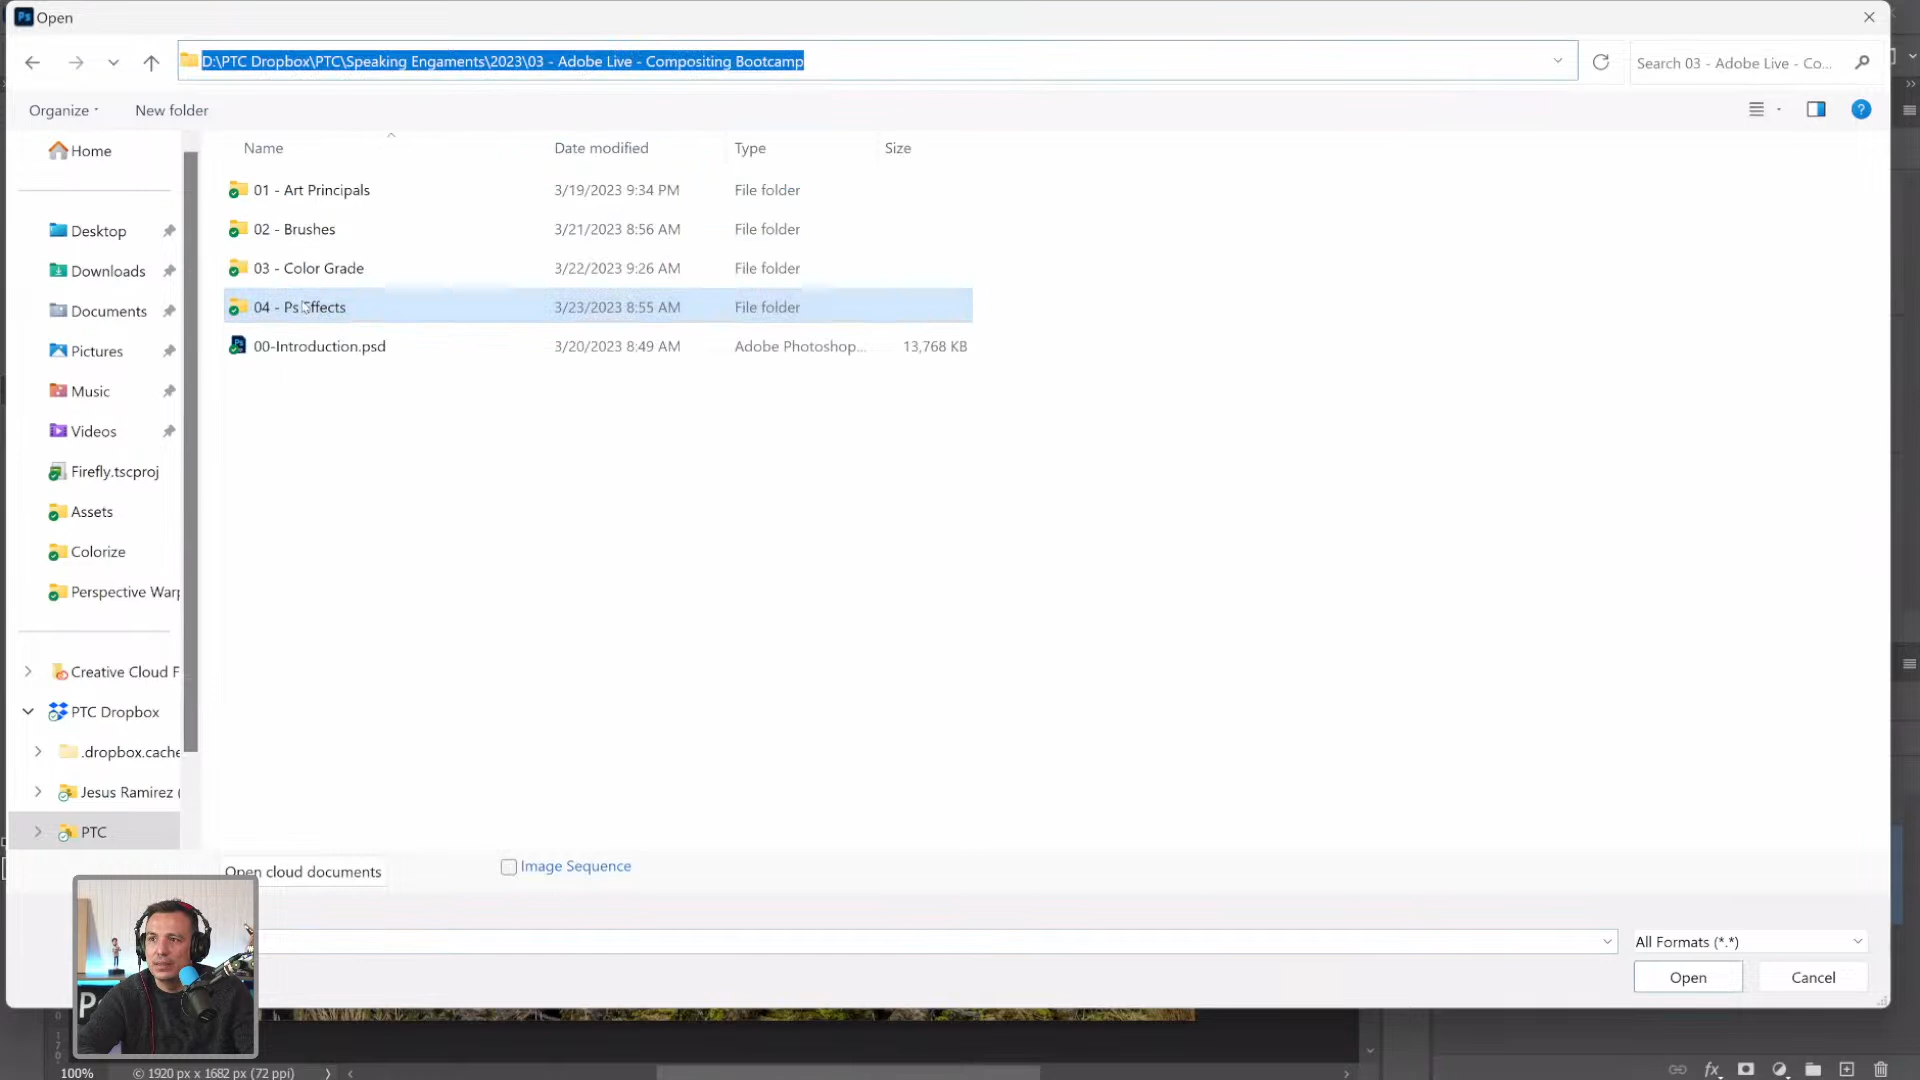 Ps Open
D:\PTC Dropbox\PTC\Speaking Engaments\2023\03 - Adobe Live - Compositing Bootcamp
Search 03 - Adobe Live - Co...
Organize
New folder
?
Name
Date modified
Type
Size
Home
Desktop
Downloads
Documents
Pictures
Music
Videos
Firefly.tscproj
Assets
Colorize
Perspective Warp
Creative Cloud F
PTC Dropbox
.dropbox.cache
Jesus Ramirez (
PTC
01 - Art Principals 3/19/2023 9:34 PM File folder
02 - Brushes 3/21/2023 8:56 AM File folder
03 - Color Grade 3/22/2023 9:26 AM File folder
04 - Ps Effects 3/23/2023 8:55 AM File folder
00-Introduction.psd 3/20/2023 8:49 AM Adobe Photoshop... 13,768 KB
Open cloud documents
Image Sequence
All Formats (*.*)
Open
Cancel
100%
© 1920 px x 1682 px (72 ppi)
fx